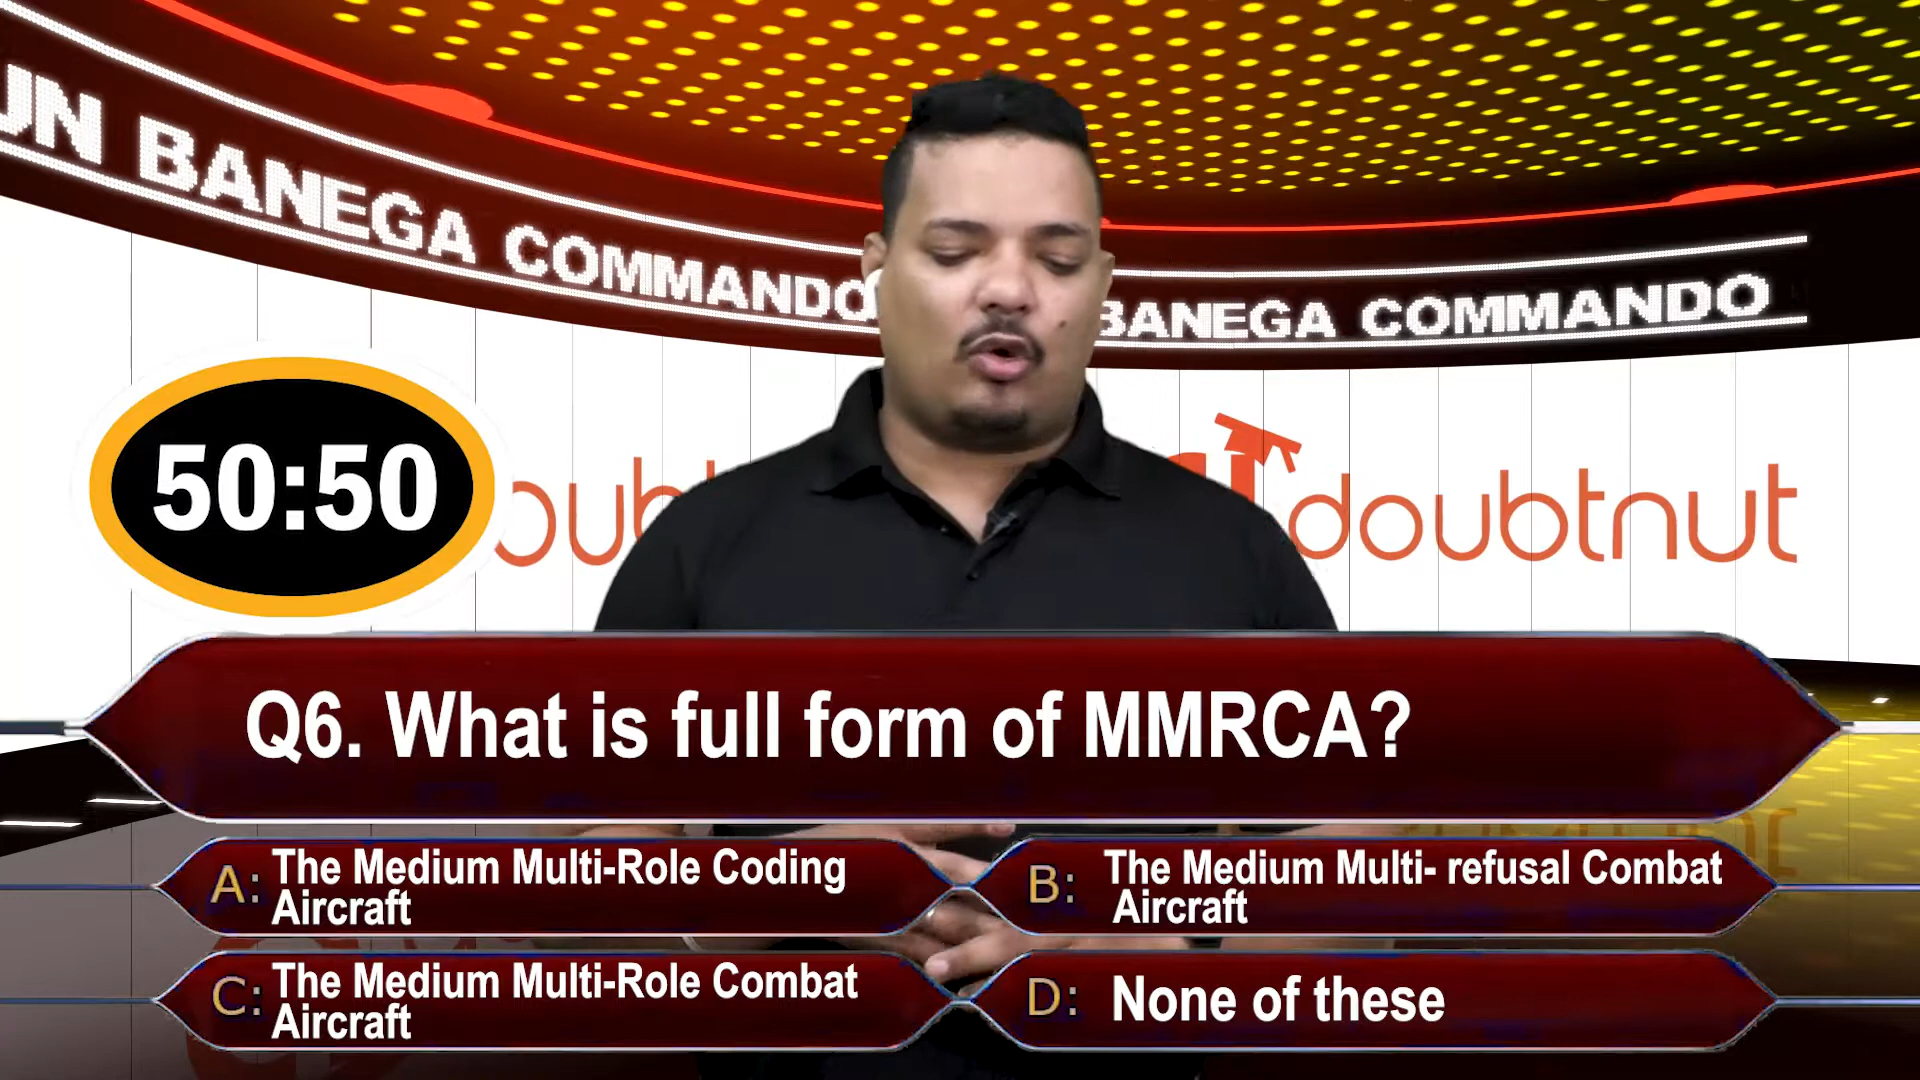 UN BANEGA COMMANDO
BANEGA COMMANDO
50:50
doubtnut
Q6. What is full form of MMRCA?
A: The Medium Multi-Role Coding
Aircraft
B: The Medium Multi- refusal Combat
Aircraft
C: The Medium Multi-Role Combat
Aircraft
D: None of these